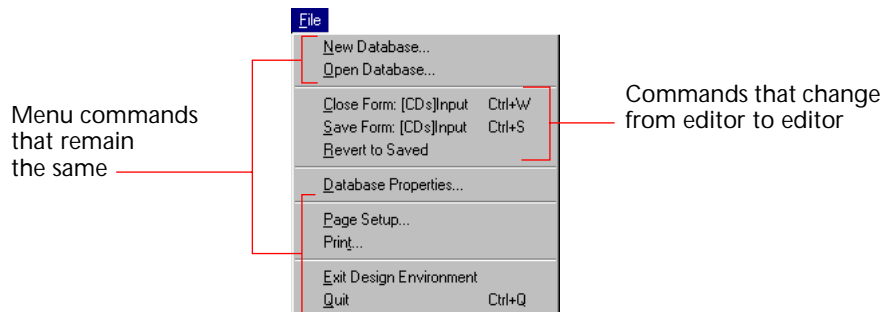 File
New Database...
Open Database...
Close Form: [CDs]Input Ctrl+W
Save Form: [CDs]Input Ctrl+S
Revert to Saved
Database Properties...
Page Setup...
Print...
Exit Design Environment
Quit Ctrl+Q
Menu commands
that remain
the same
Commands that change
from editor to editor